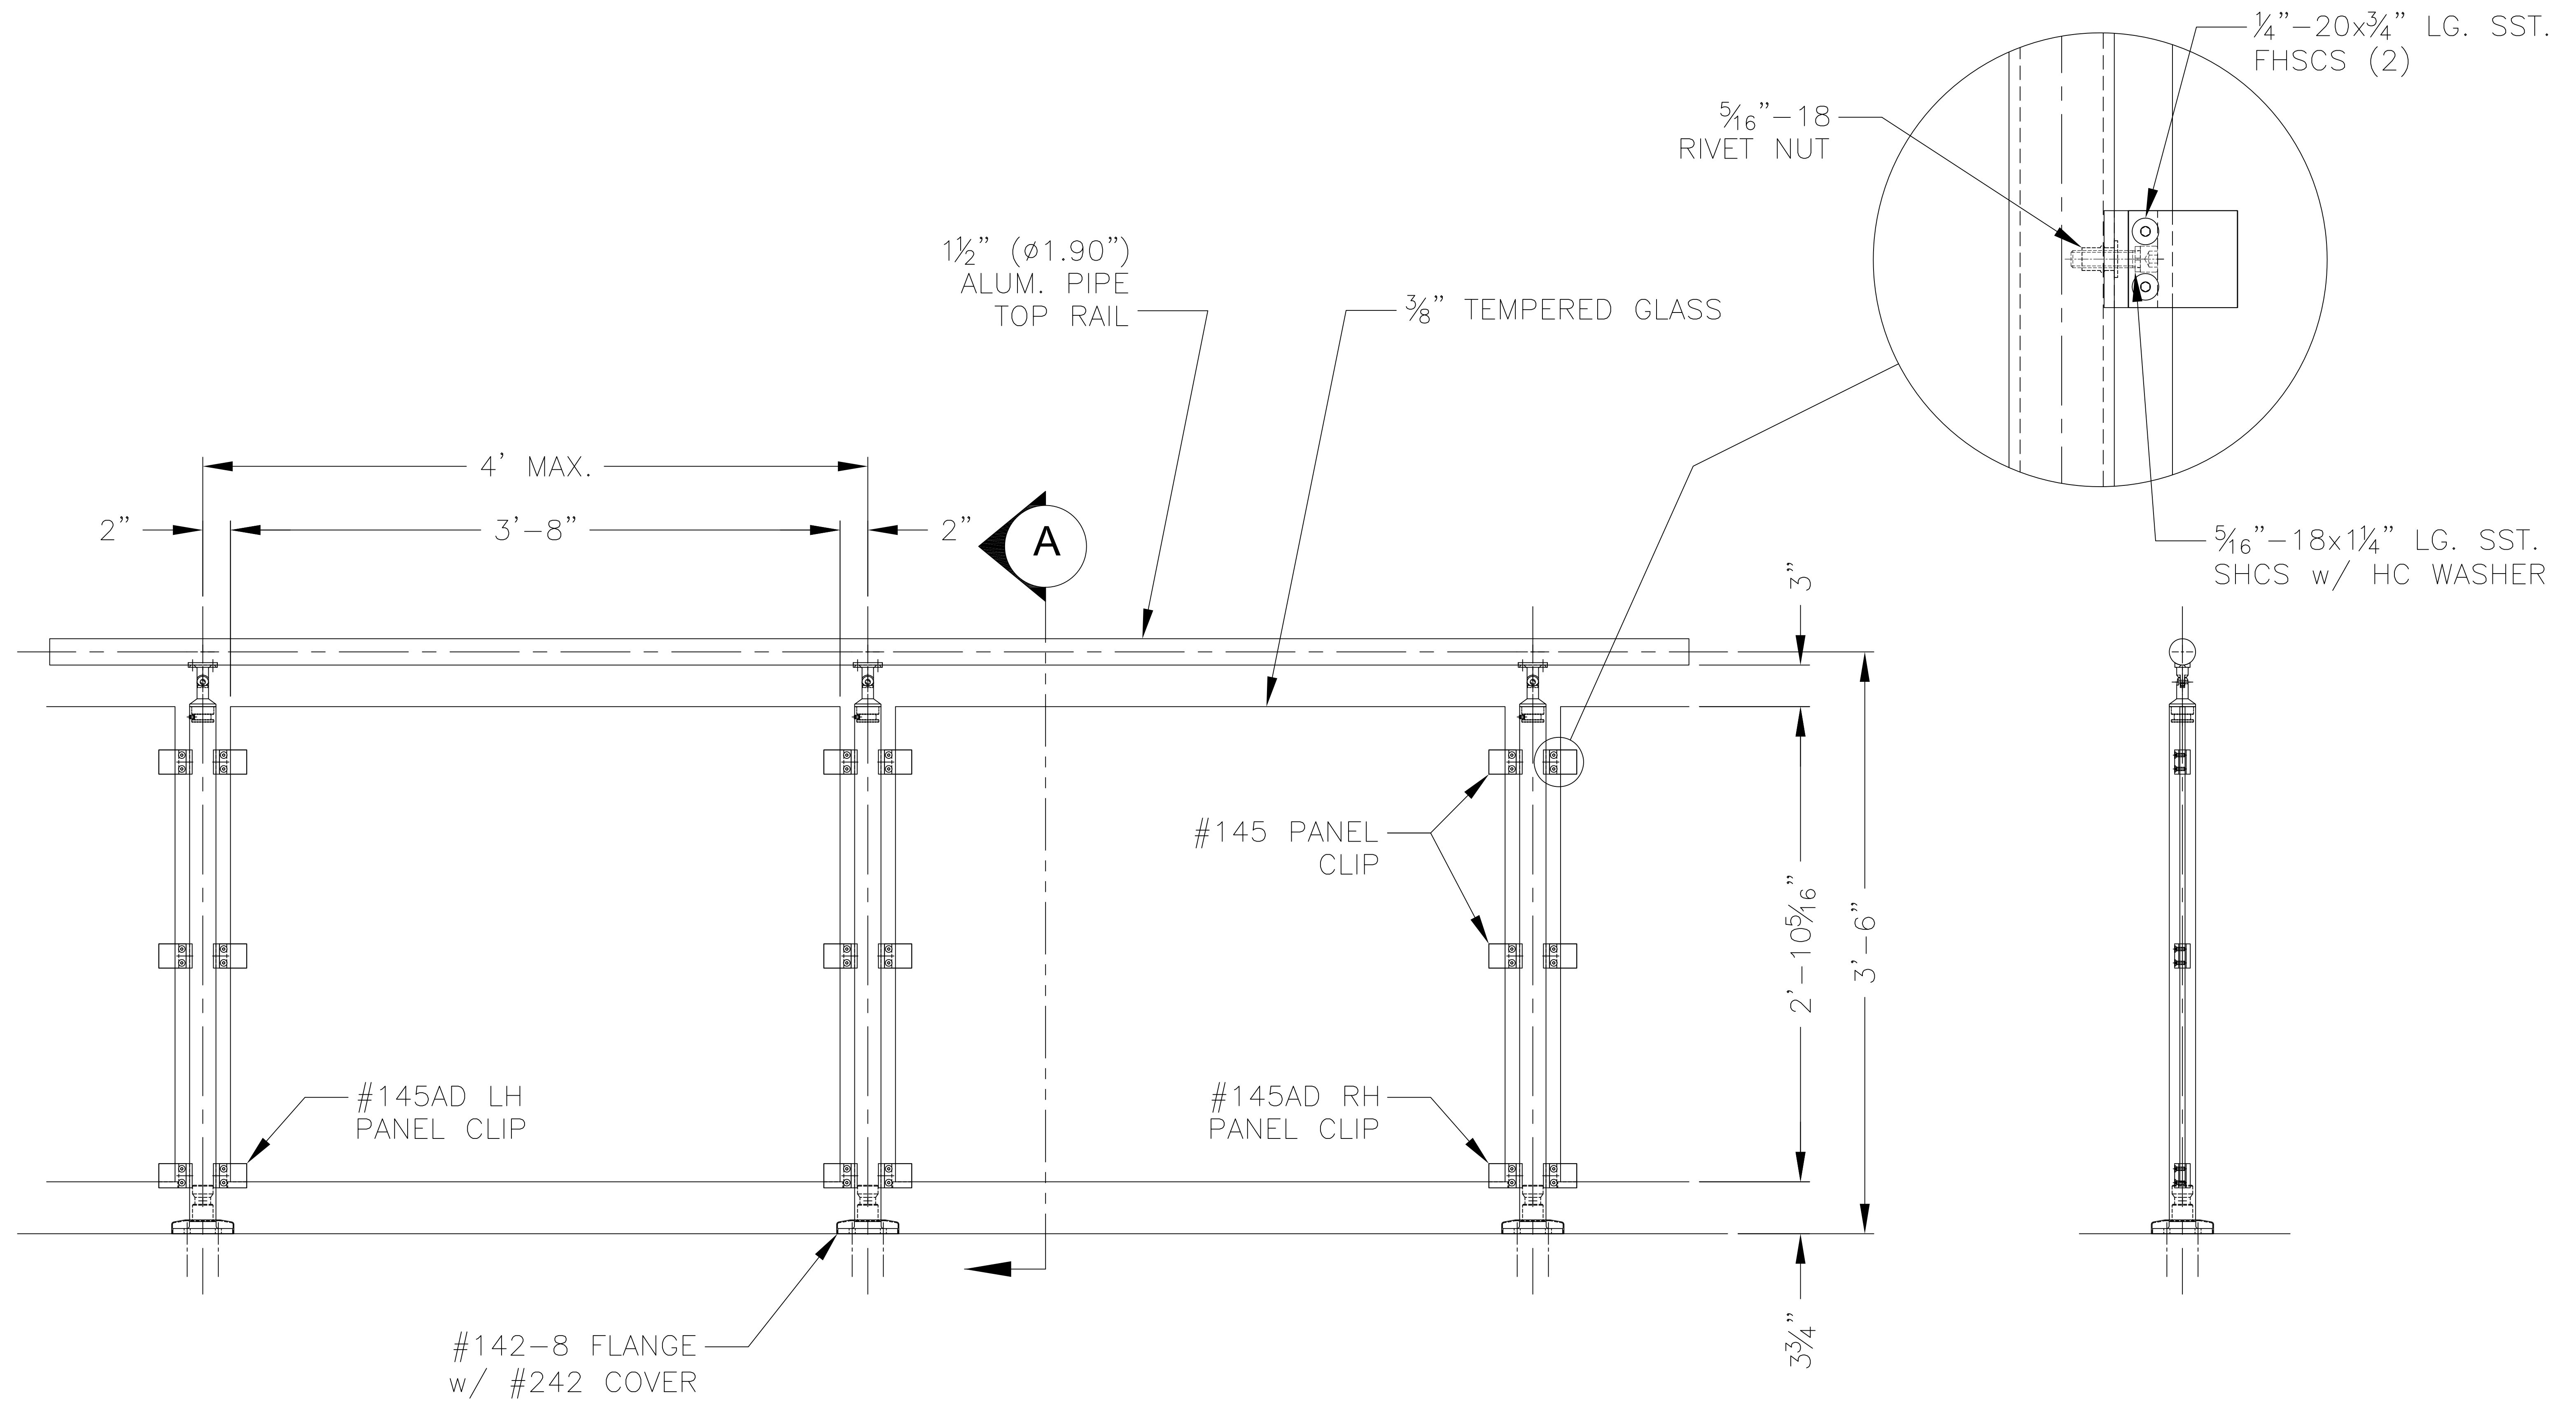 ¼”-20x¾” LG. SST.
FHSCS (2)
5⁄16”-18
RIVET NUT
1½” (ø1.90”)
ALUM. PIPE
TOP RAIL
⅜” TEMPERED GLASS
4' MAX.
2”
3'-8”
2”
A
5⁄16”-18x1¼” LG. SST.
SHCS w/ HC WASHER
3”
#145 PANEL
CLIP
2'-10 5⁄16”
3'-6”
#145AD LH
PANEL CLIP
#145AD RH
PANEL CLIP
3¾”
#142-8 FLANGE
w/ #242 COVER